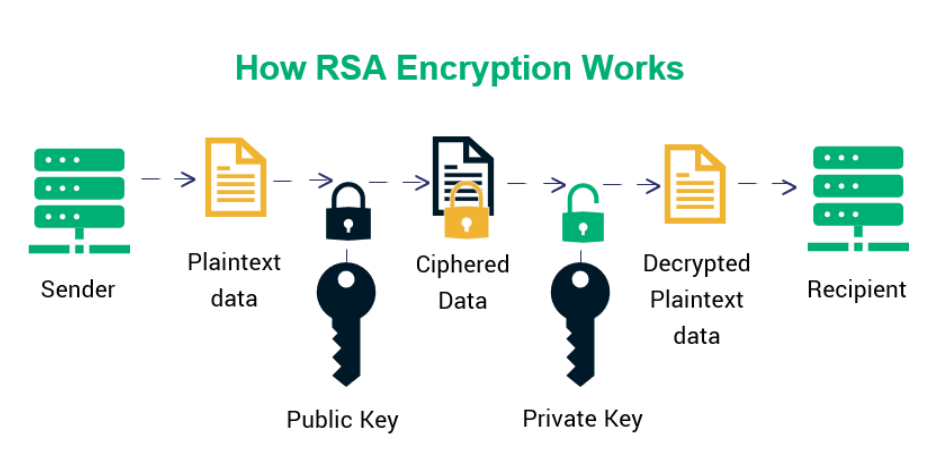 How RSA Encryption Works
Sender
Plaintext
data
Public Key
Ciphered
Data
Private Key
Decrypted
Plaintext
data
Recipient